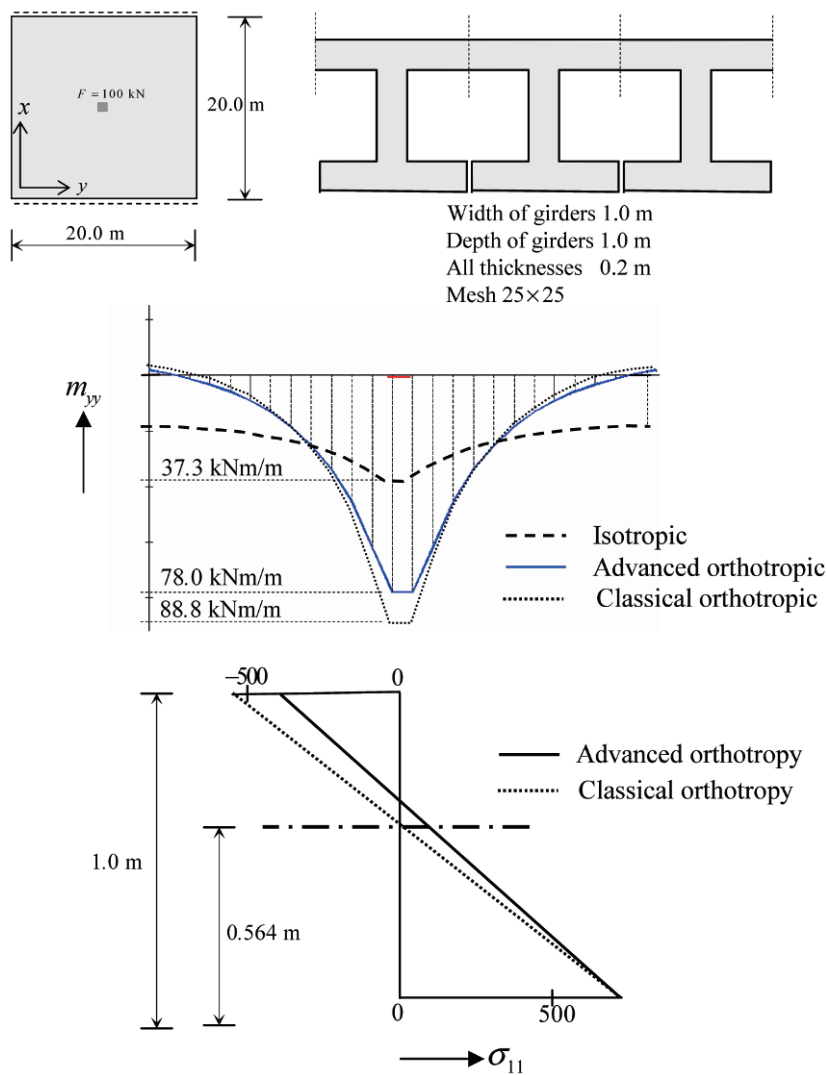 F = 100 kN
x
y
20.0 m
20.0 m
Width of girders 1.0 m
Depth of girders 1.0 m
All thicknesses 0.2 m
Mesh 25×25
m_yy
37.3 kNm/m
78.0 kNm/m
88.8 kNm/m
Isotropic
Advanced orthotropic
Classical orthotropic
−500
0
Advanced orthotropy
Classical orthotropy
1.0 m
0.564 m
0
500
σ₁₁